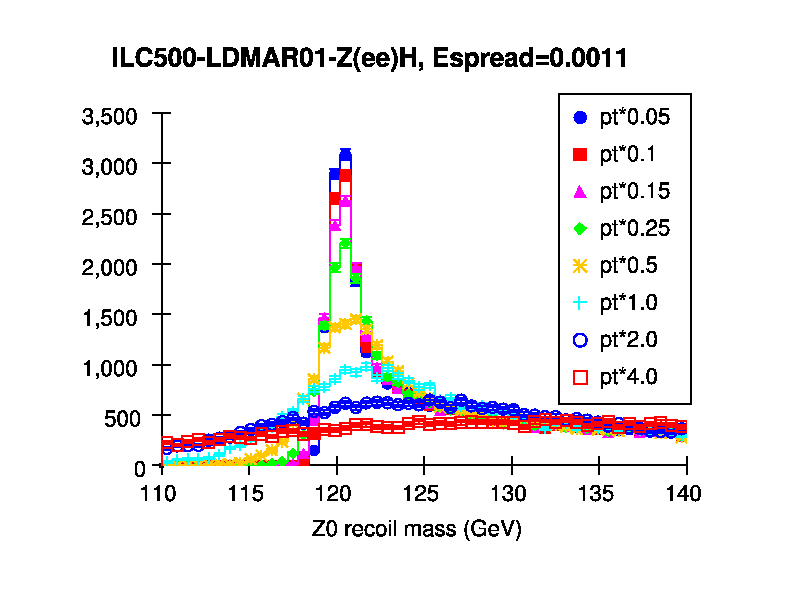 ILC500-LDMAR01-Z(ee)H, Espread=0.0011
3,500
3,000
2,500
2,000
1,500
1,000
500
0
110 115 120 125 130 135 140
Z0 recoil mass (GeV)
pt*0.05
pt*0.1
pt*0.15
pt*0.25
pt*0.5
pt*1.0
pt*2.0
pt*4.0